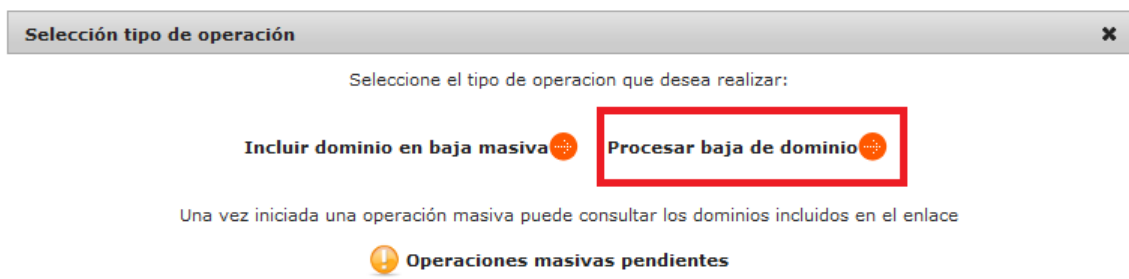 Selección tipo de operación
Seleccione el tipo de operacion que desea realizar:
Incluir dominio en baja masiva Procesar baja de dominio
Una vez iniciada una operación masiva puede consultar los dominios incluidos en el enlace
Operaciones masivas pendientes